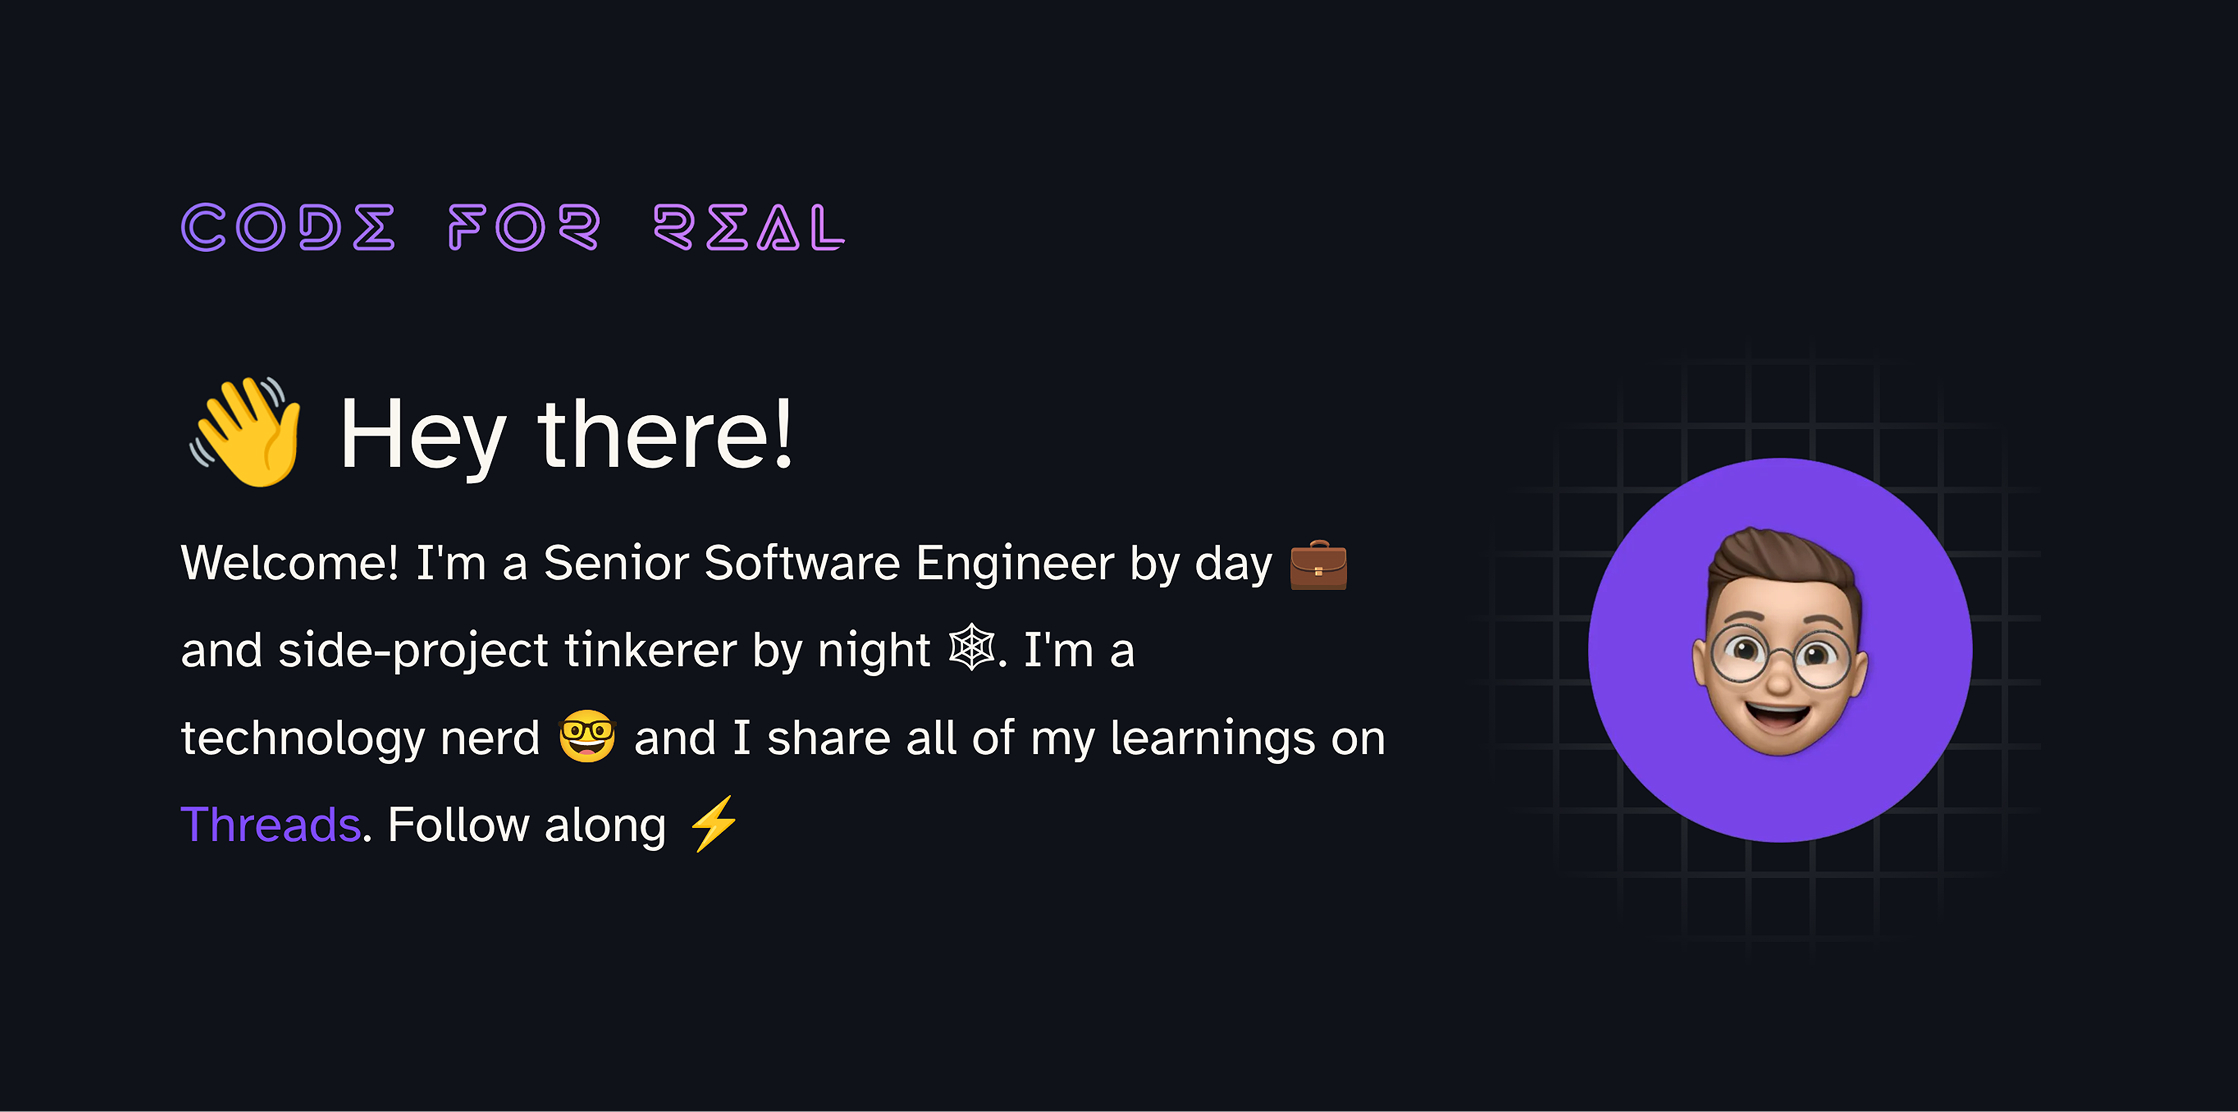 CODE FOR REAL
👋 Hey there!
Welcome! I'm a Senior Software Engineer by day 💼
and side-project tinkerer by night 🕸. I'm a
technology nerd 🤓 and I share all of my learnings on
Threads. Follow along ⚡